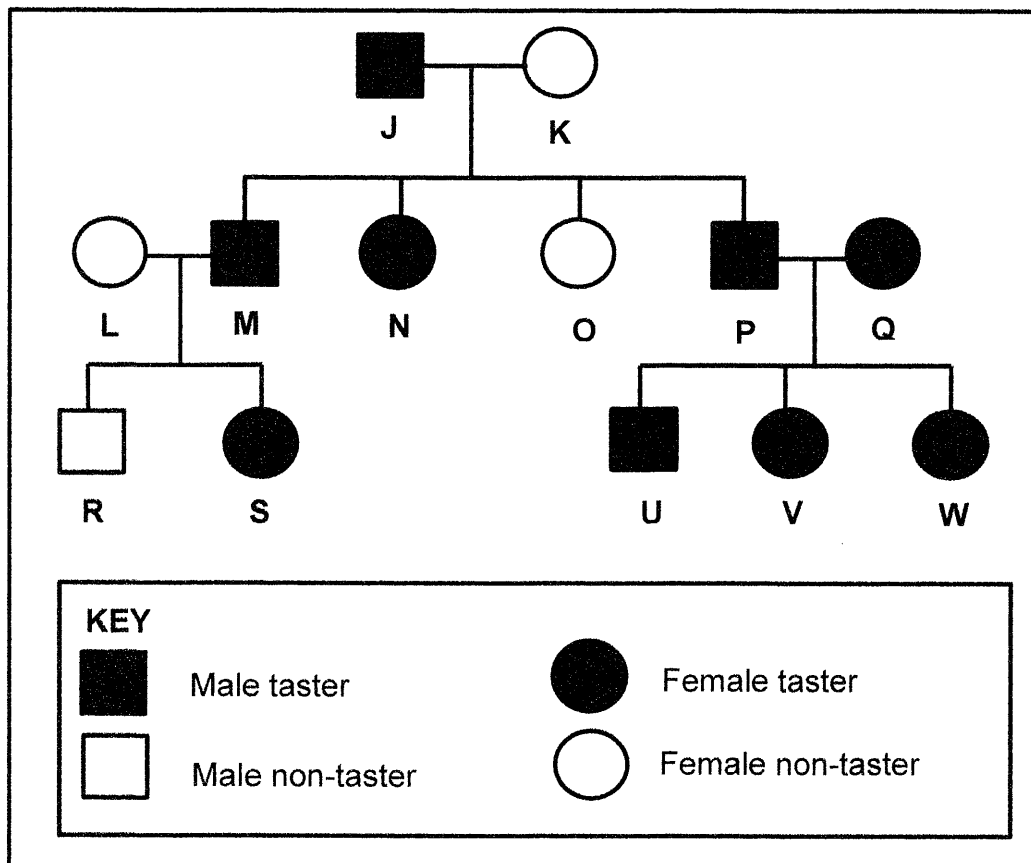 J K
L M N O P Q
R S U V W
KEY
Male taster Female taster
Male non-taster Female non-taster